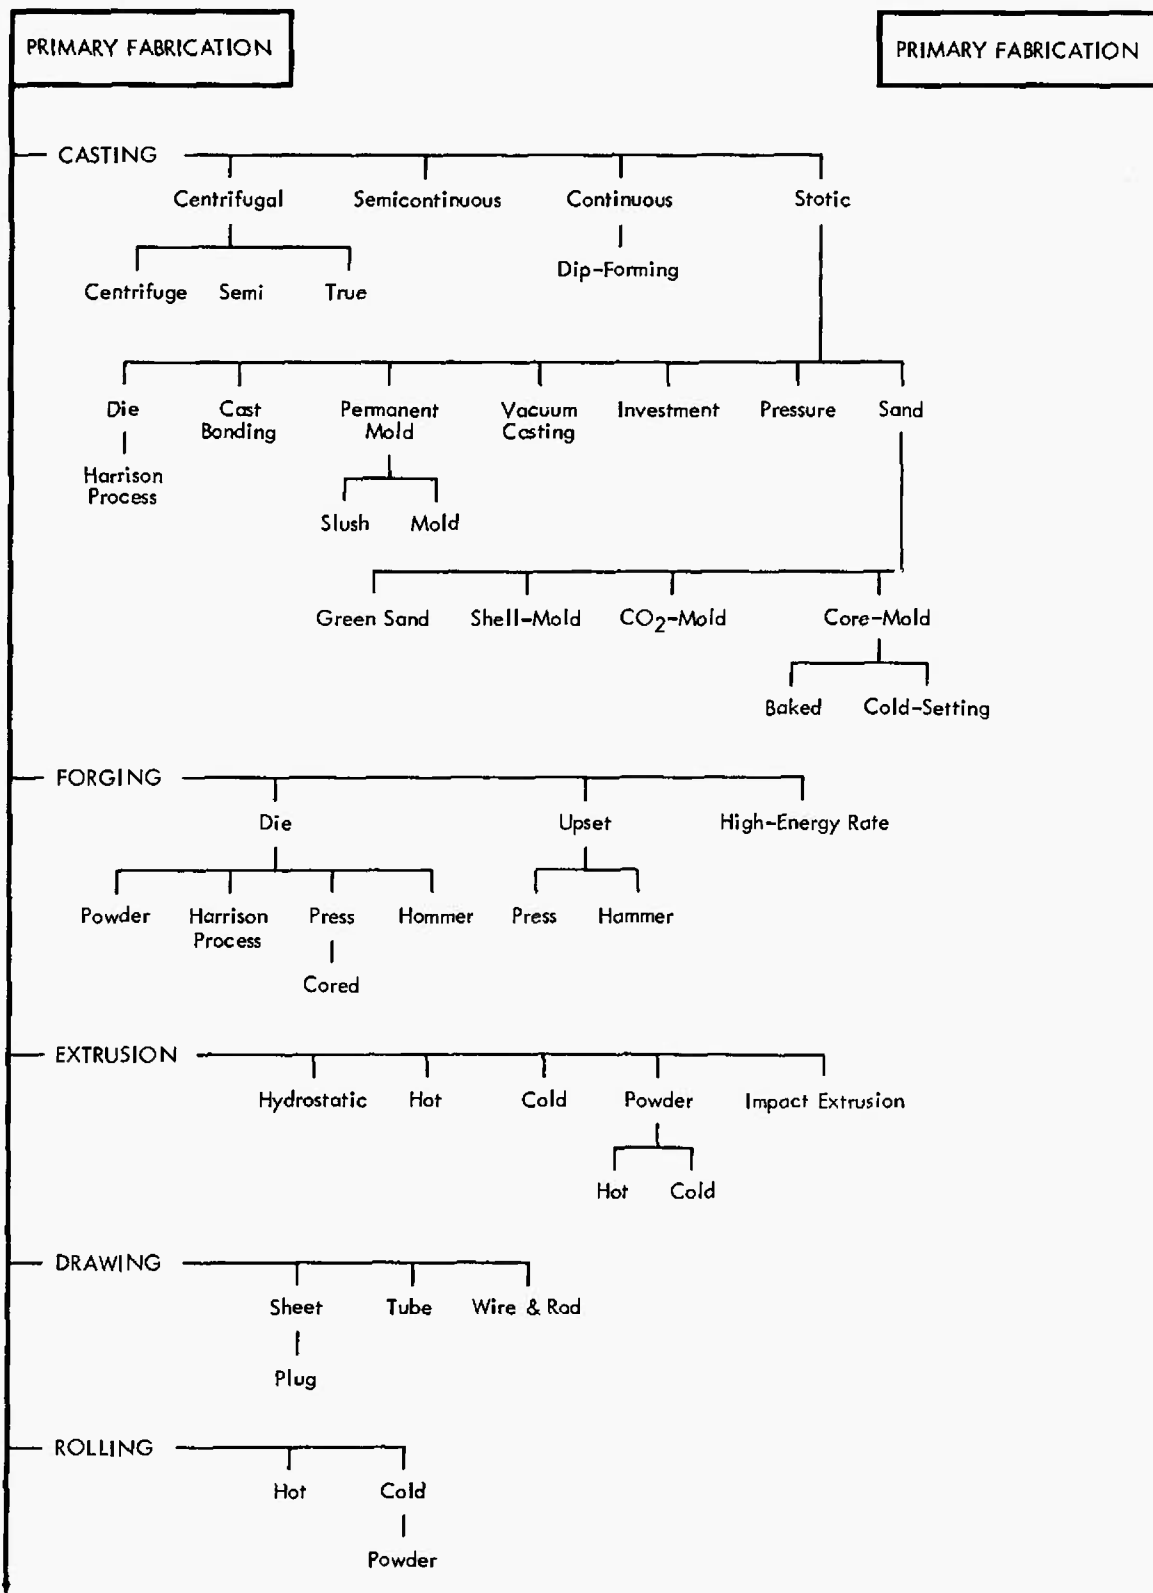 PRIMARY FABRICATION
PRIMARY FABRICATION
CASTING
Centrifugal Semicontinuous Continuous Stotic
Dip-Forming
Centrifuge Semi True
Die Cast Permanent Vacuum Investment Pressure Sand
Bonding Mold Casting
Harrison
Process
Slush Mold
Green Sand Shell-Mold CO₂-Mold Core-Mold
Baked Cold-Setting
FORGING
Die Upset High-Energy Rate
Powder Harrison Press Hommer Press Hammer
Process
Cored
EXTRUSION
Hydrostatic Hot Cold Powder Impact Extrusion
Hot Cold
DRAWING
Sheet Tube Wire & Rad
Plug
ROLLING
Hot Cald
Powder